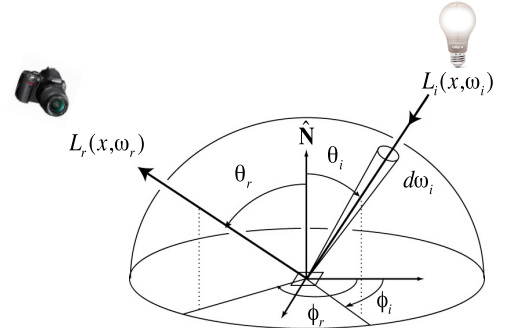 L_i(x,ω_i)
L_r(x,ω_r)
N̂
θ_i
θ_r
dω_i
ϕ_i
ϕ_r